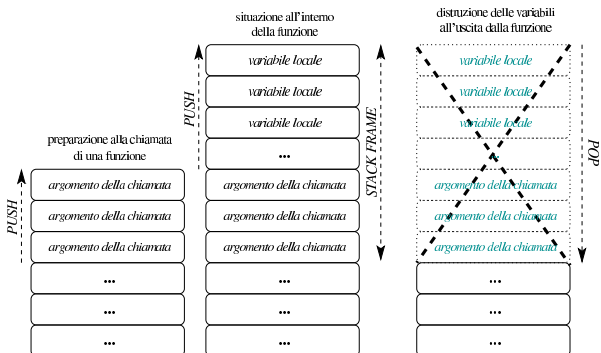 preparazione alla chiamata
di una funzione
PUSH
argomento della chiamata
argomento della chiamata
argomento della chiamata
...
...
...
situazione all'interno
della funzione
PUSH
variabile locale
variabile locale
variabile locale
...
argomento della chiamata
argomento della chiamata
argomento della chiamata
...
...
...
STACK FRAME
distruzione delle variabili
all'uscita dalla funzione
variabile locale
variabile locale
variabile locale
...
argomento della chiamata
argomento della chiamata
argomento della chiamata
...
...
...
POP